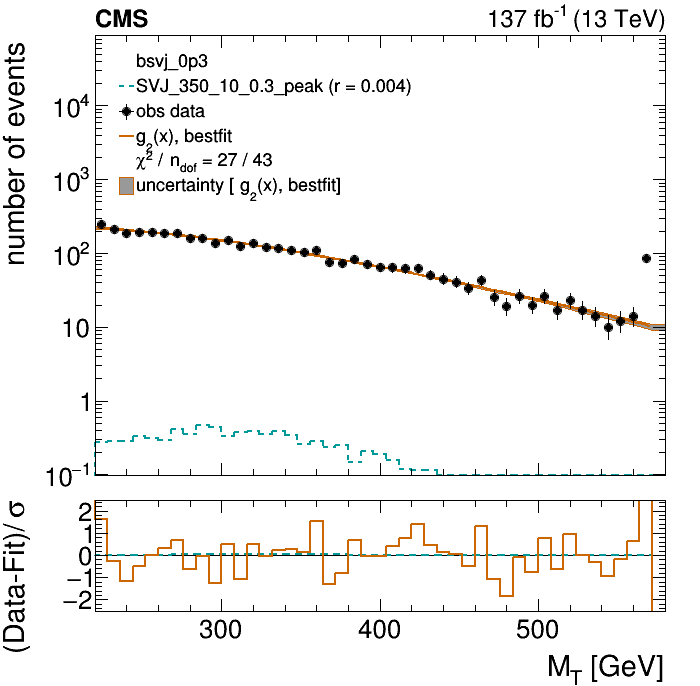 CMS 137 fb⁻¹ (13 TeV)
bsvj_0p3
SVJ_350_10_0.3_peak (r = 0.004)
obs data
g₂(x), bestfit
χ² / n_dof = 27 / 43
uncertainty [ g₂(x), bestfit]
number of events
10⁴
10³
10²
10
1
10⁻¹
(Data-Fit)/σ
2
1
0
−1
−2
300 400 500
M_T [GeV]